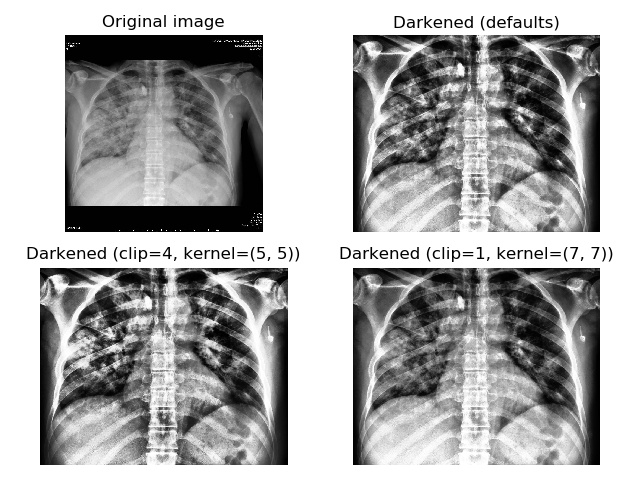 Original image
Darkened (defaults)
Darkened (clip=4, kernel=(5, 5))
Darkened (clip=1, kernel=(7, 7))